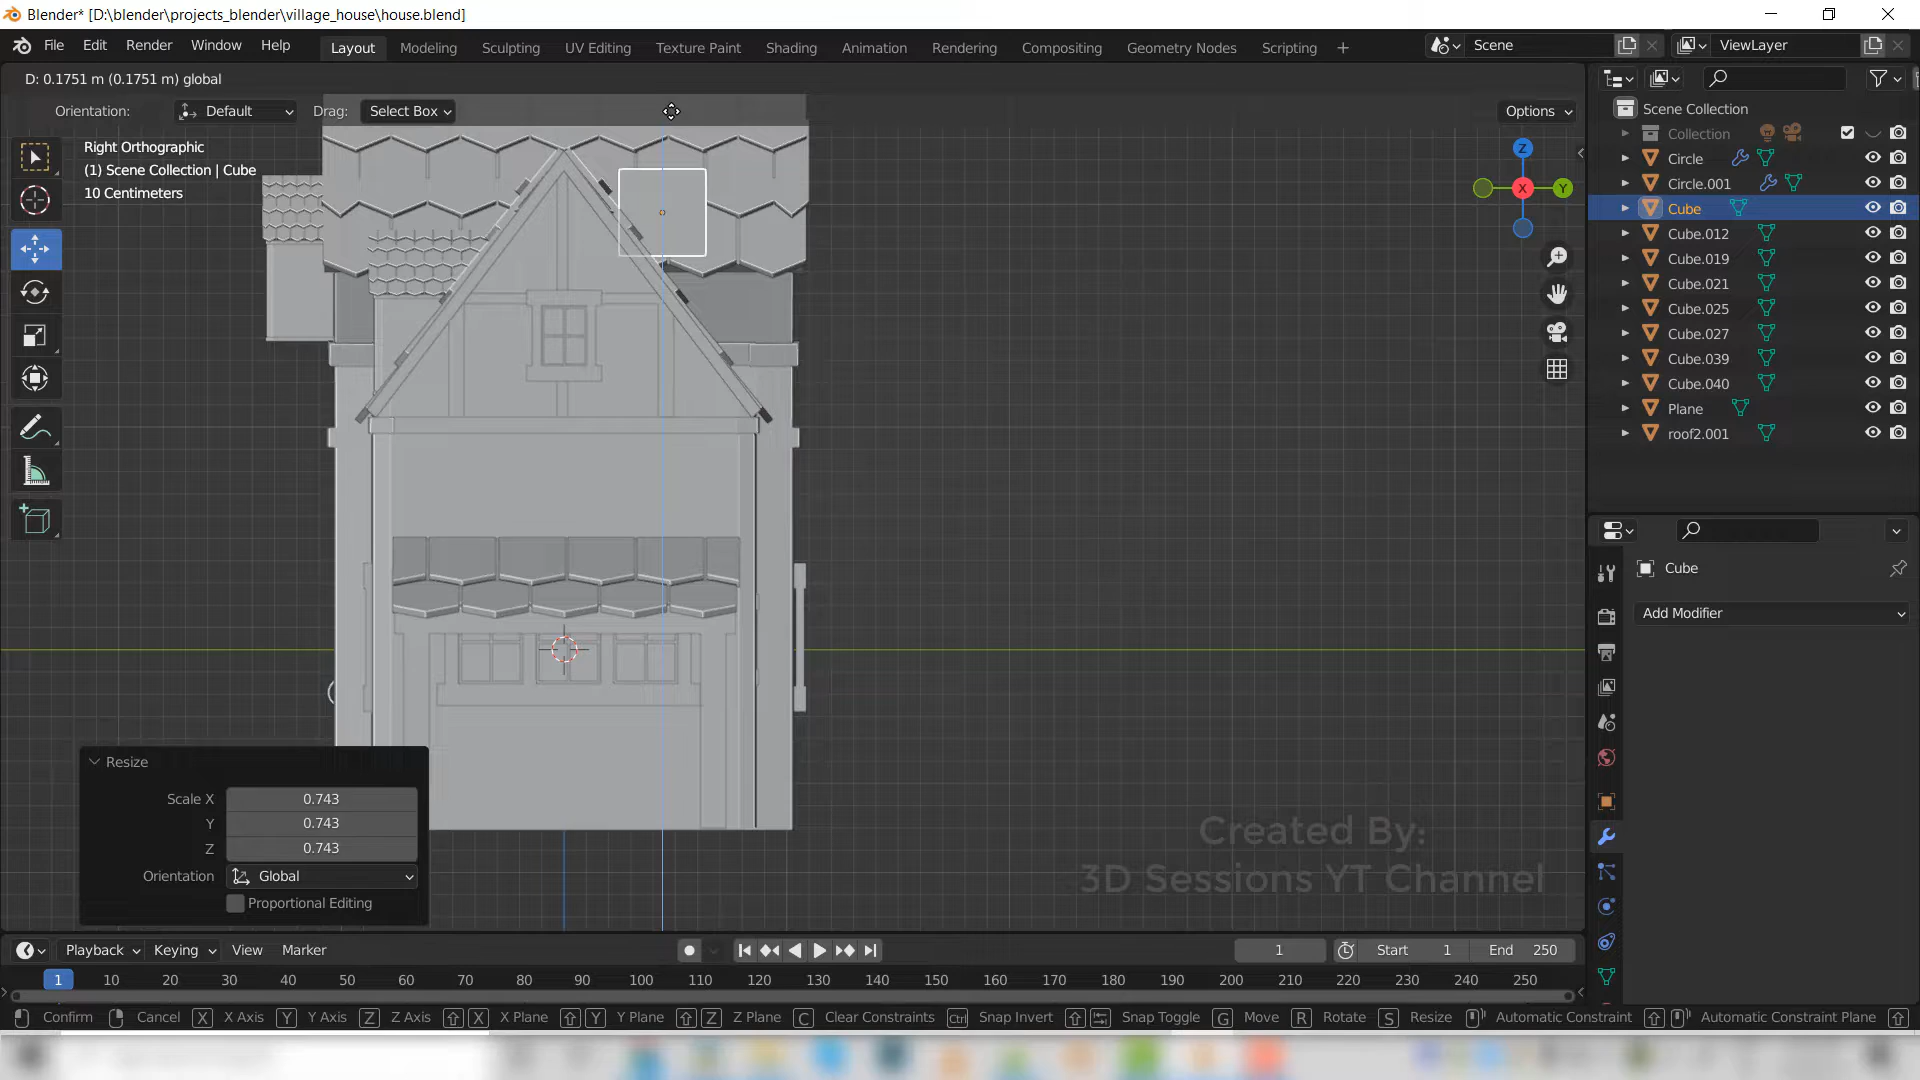 Blender* [D:\blender\projects_blender\village_house\house.blend]
File Edit Render Window Help Layout Modeling Sculpting UV Editing Texture Paint Shading Animation Rendering Compositing Geometry Nodes Scripting + Scene ViewLayer
D: 0.1751 m (0.1751 m) global
Orientation: Default Drag: Select Box Options
Right Orthographic
(1) Scene Collection | Cube
10 Centimeters
Z
Y
X
Scene Collection
Collection
Circle
Circle.001
Cube
Cube.012
Cube.019
Cube.021
Cube.025
Cube.027
Cube.039
Cube.040
Plane
roof2.001
Cube
Add Modifier
Resize
Scale X 0.743
Y 0.743
Z 0.743
Orientation Global
Proportional Editing
Created By:
3D Sessions YT Channel
Playback Keying View Marker 1 Start 1 End 250
1 10 20 30 40 50 60 70 80 90 100 110 120 130 140 150 160 170 180 190 200 210 220 230 240 250
Confirm Cancel X X Axis Y Y Axis Z Z Axis X X Plane Y Y Plane Z Z Plane C Clear Constraints Ctrl Snap Invert Snap Toggle G Move R Rotate S Resize Automatic Constraint Automatic Constraint Plane